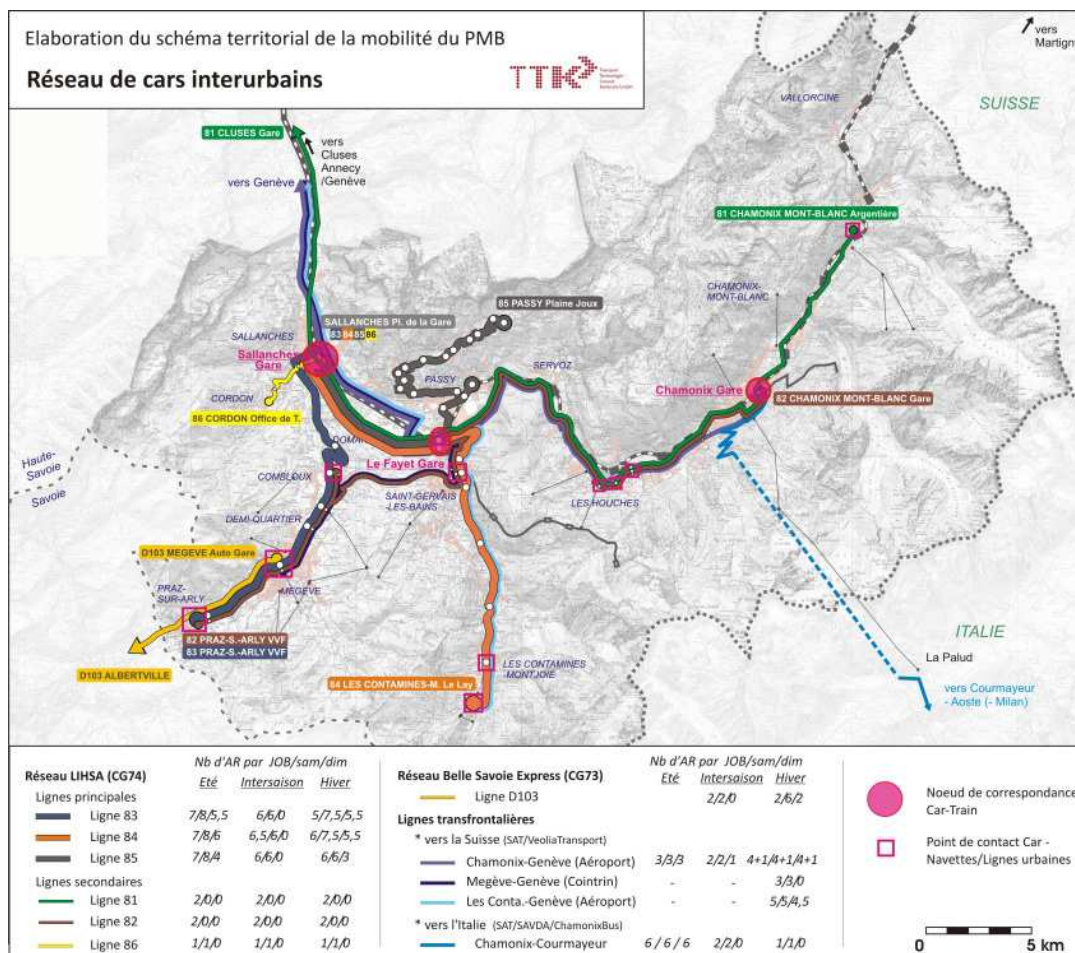 Elaboration du schéma territorial de la mobilité du PMB
Réseau de cars interurbains
TTK
vers
Martigny
SUISSE
VALLORCINE
81 CLUSES Gare
vers
Cluses
Annecy
/Genève
vers Genève
81 CHAMONIX MONT-BLANC Argentière
CHAMONIX-
MONT-BLANC
85 PASSY Plaine Joux
SALLANCHES Pl. de la Gare
83 84 85 86
SALLANCHES
Sallanches
Gare
SERVOZ
PASSY
Chamonix Gare
CORDON
82 CHAMONIX MONT-BLANC Gare
86 CORDON Office de T.
DOMA
Le Fayet Gare
Haute-
Savoie
Savoie
COMBLOUX
SAINT-GERVAIS
-LES-BAINS
LES HOUCHES
DEMI-QUARTIER
D103 MEGEVE Auto Gare
PRAZ-
SUR-ARLY
MEGEVE
82 PRAZ-S.-ARLY VVF
83 PRAZ-S.-ARLY VVF
ITALIE
La Palud
LES CONTAMINES
-MONTJOIE
D103 ALBERTVILLE
84 LES CONTAMINES-M. Le Lay
vers Courmayeur
- Aoste (- Milan)
Réseau LIHSA (CG74) Nb d'AR par JOB/sam/dim
Eté Intersaison Hiver
Lignes principales
Ligne 83 7/8/5,5 6/6/0 5/7,5/5,5
Ligne 84 7/8/6 6,5/6/0 6/7,5/5,5
Ligne 85 7/8/4 6/6/0 6/6/3
Lignes secondaires
Ligne 81 2/0/0 2/0/0 2/0/0
Ligne 82 2/0/0 2/0/0 2/0/0
Ligne 86 1/1/0 1/1/0 1/1/0
Réseau Belle Savoie Express (CG73) Nb d'AR par JOB/sam/dim
Eté Intersaison Hiver
Ligne D103 2/2/0 2/6/2
Lignes transfrontalières
* vers la Suisse (SAT/VeoliaTransport)
Chamonix-Genève (Aéroport) 3/3/3 2/2/1 4+1/4+1/4+1
Megève-Genève (Cointrin) - - 3/3/0
Les Conta.-Genève (Aéroport) - - 5/5/4,5
* vers l'Italie (SAT/SAVDA/ChamonixBus)
Chamonix-Courmayeur 6 / 6 / 6 2/2/0 1/1/0
Noeud de correspondance
Car-Train
Point de contact Car -
Navettes/Lignes urbaines
0 5 km